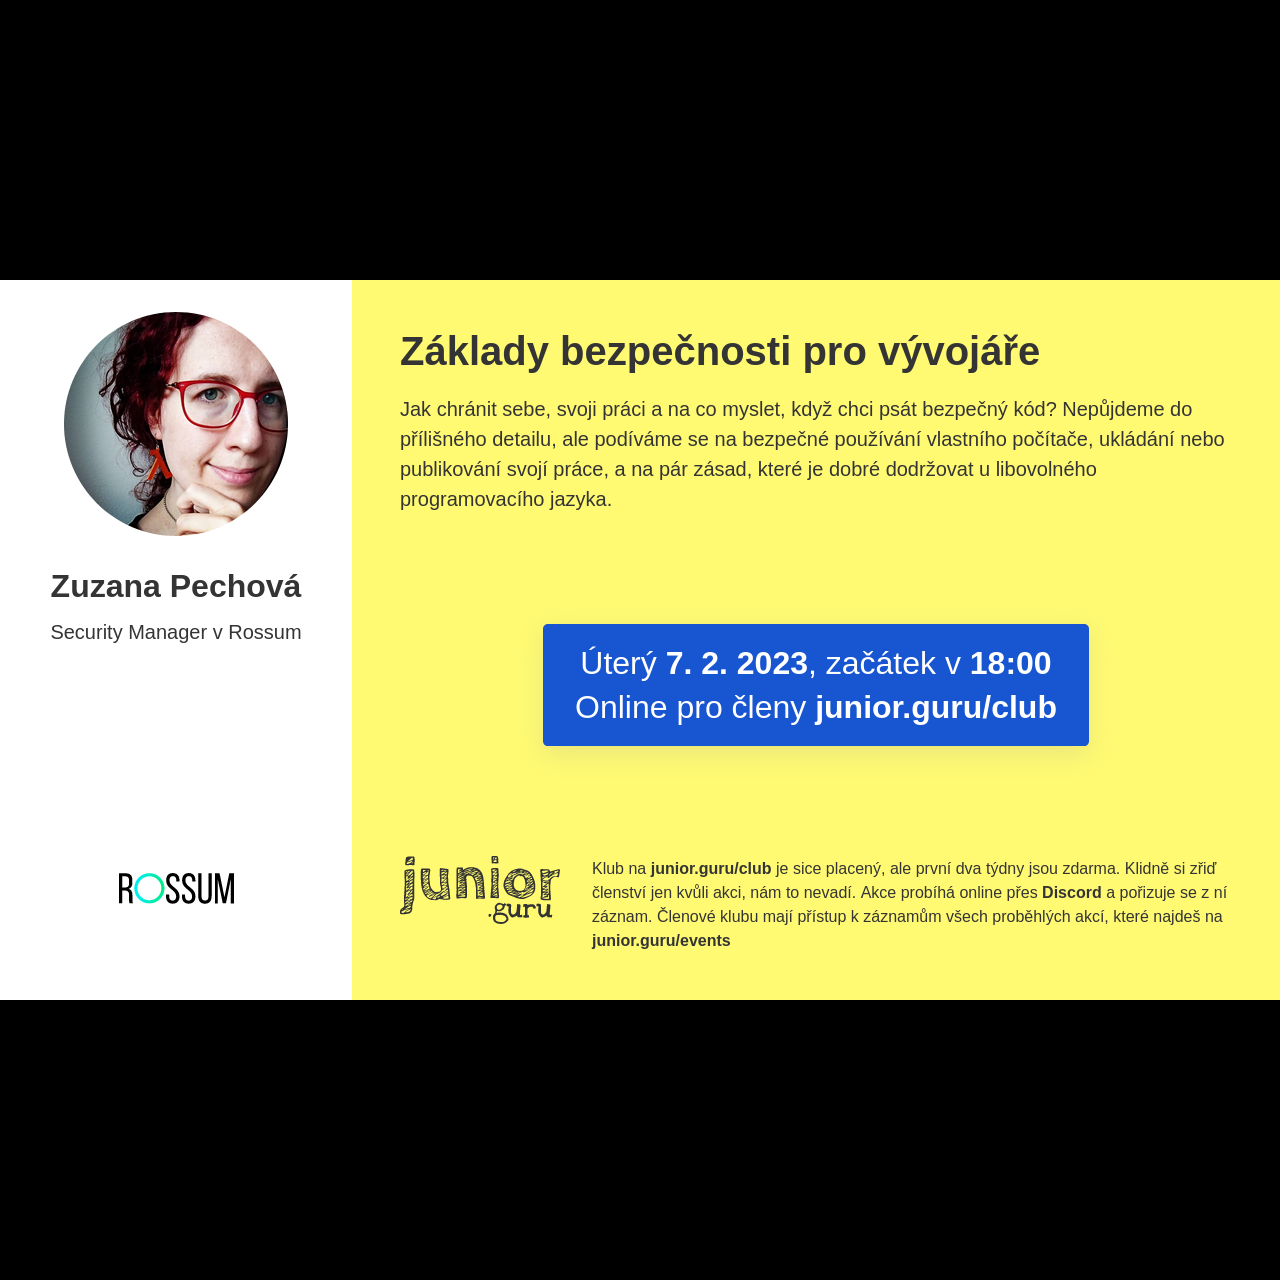 Zuzana Pechová
Security Manager v Rossum
ROSSUM
Základy bezpečnosti pro vývojáře
Jak chránit sebe, svoji práci a na co myslet, když chci psát bezpečný kód? Nepůjdeme do
přílišného detailu, ale podíváme se na bezpečné používání vlastního počítače, ukládání nebo
publikování svojí práce, a na pár zásad, které je dobré dodržovat u libovolného
programovacího jazyka.
Úterý 7. 2. 2023, začátek v 18:00
Online pro členy junior.guru/club
junior
.guru
Klub na junior.guru/club je sice placený, ale první dva týdny jsou zdarma. Klidně si zřiď
členství jen kvůli akci, nám to nevadí. Akce probíhá online přes Discord a pořizuje se z ní
záznam. Členové klubu mají přístup k záznamům všech proběhlých akcí, které najdeš na
junior.guru/events